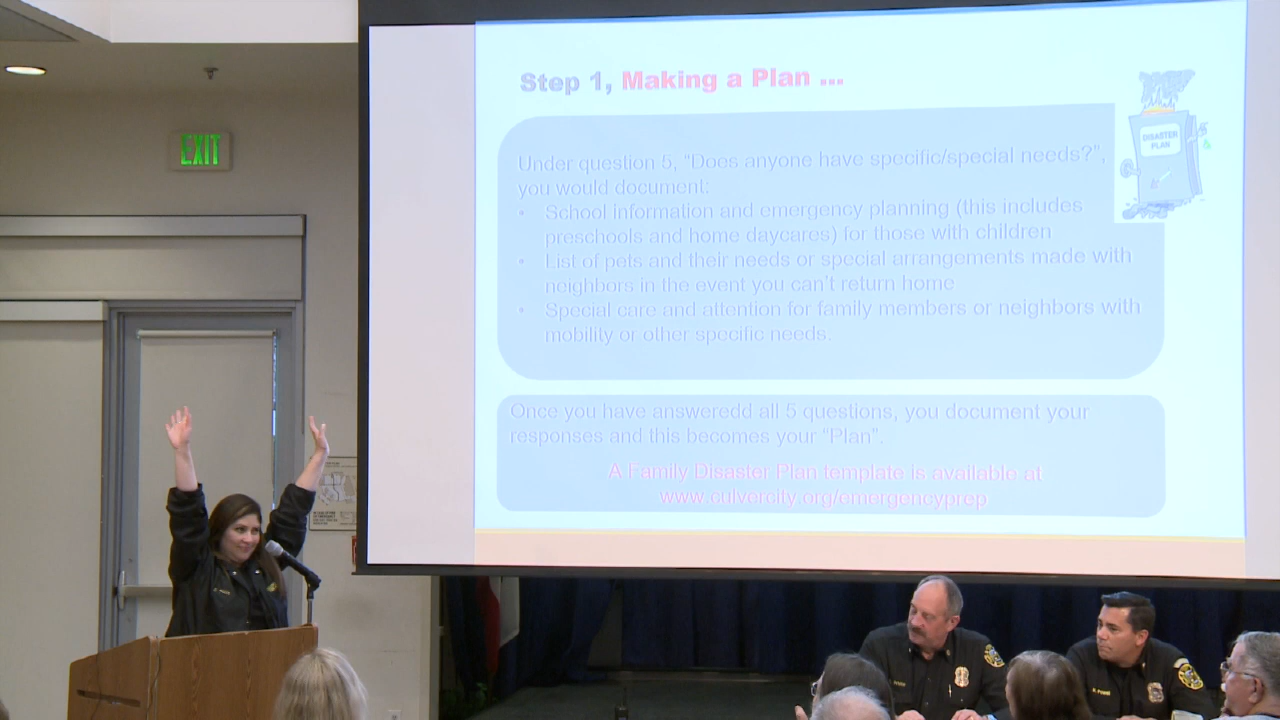 Step 1, Making a Plan ...
DISASTER
PLAN
EXIT
Under question 5, "Does anyone have specific/special needs?",
you would document:
• School information and emergency planning (this includes
preschools and home daycares) for those with children
• List of pets and their needs or special arrangements made with
neighbors in the event you can't return home
• Special care and attention for family members or neighbors with
mobility or other specific needs.
Once you have answeredd all 5 questions, you document your
responses and this becomes your "Plan".
A Family Disaster Plan template is available at
www.culvercity.org/emergencyprep